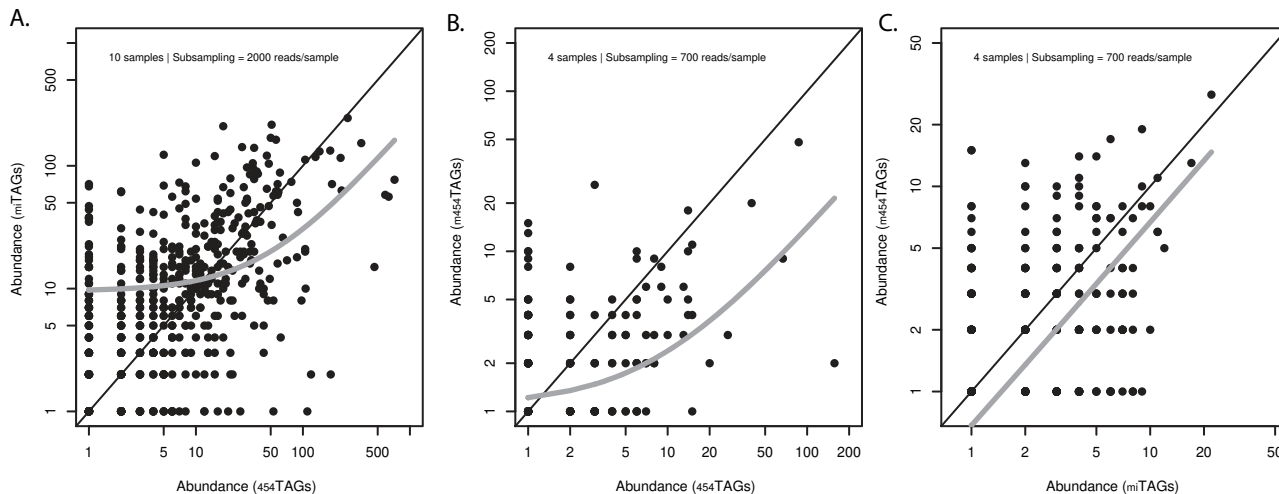 A.
10 samples | Subsampling = 2000 reads/sample
Abundance (miTAGs)
500
100
50
10
5
1
1 5 10 50 100 500
Abundance (454TAGs)
B.
4 samples | Subsampling = 700 reads/sample
Abundance (m454TAGs)
200
100
50
20
10
5
2
1
1 2 5 10 20 50 100 200
Abundance (454TAGs)
C.
4 samples | Subsampling = 700 reads/sample
Abundance (m454TAGs)
50
20
10
5
2
1
1 2 5 10 20 50
Abundance (miTAGs)